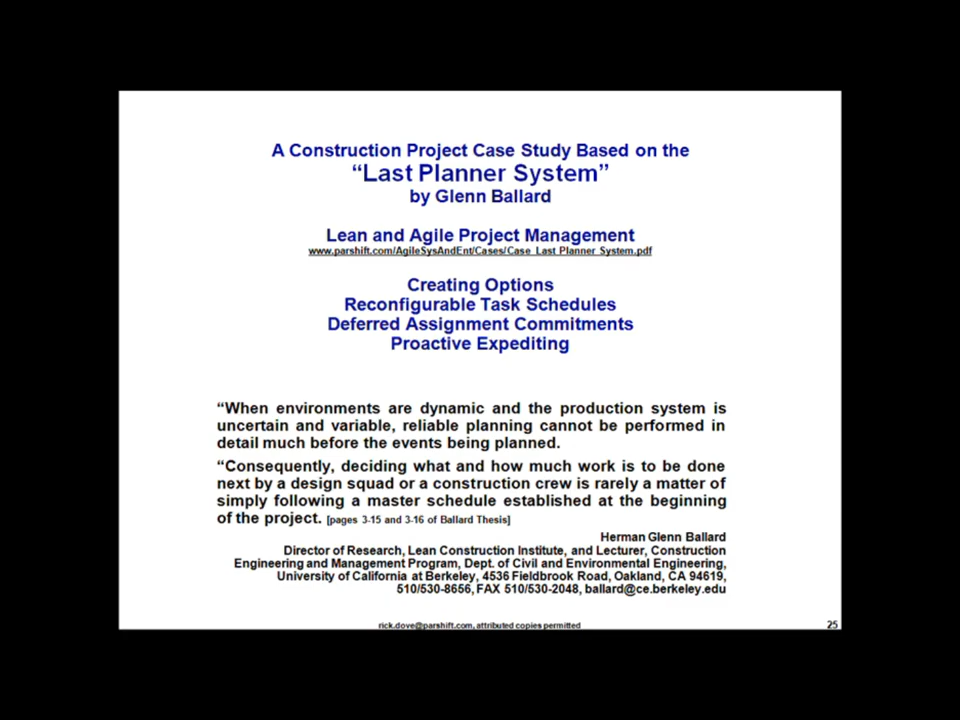 A Construction Project Case Study Based on the
“Last Planner System”
by Glenn Ballard
Lean and Agile Project Management
www.parshift.com/AgileSysAndEnt/Cases/Case_Last_Planner_System.pdf
Creating Options
Reconfigurable Task Schedules
Deferred Assignment Commitments
Proactive Expediting
“When environments are dynamic and the production system is
uncertain and variable, reliable planning cannot be performed in
detail much before the events being planned.
“Consequently, deciding what and how much work is to be done
next by a design squad or a construction crew is rarely a matter of
simply following a master schedule established at the beginning
of the project. [pages 3-15 and 3-16 of Ballard Thesis]
Herman Glenn Ballard
Director of Research, Lean Construction Institute, and Lecturer, Construction
Engineering and Management Program, Dept. of Civil and Environmental Engineering,
University of California at Berkeley, 4536 Fieldbrook Road, Oakland, CA 94619,
510/530-8656, FAX 510/530-2048, ballard@ce.berkeley.edu
rick.dove@parshift.com, attributed copies permitted
25